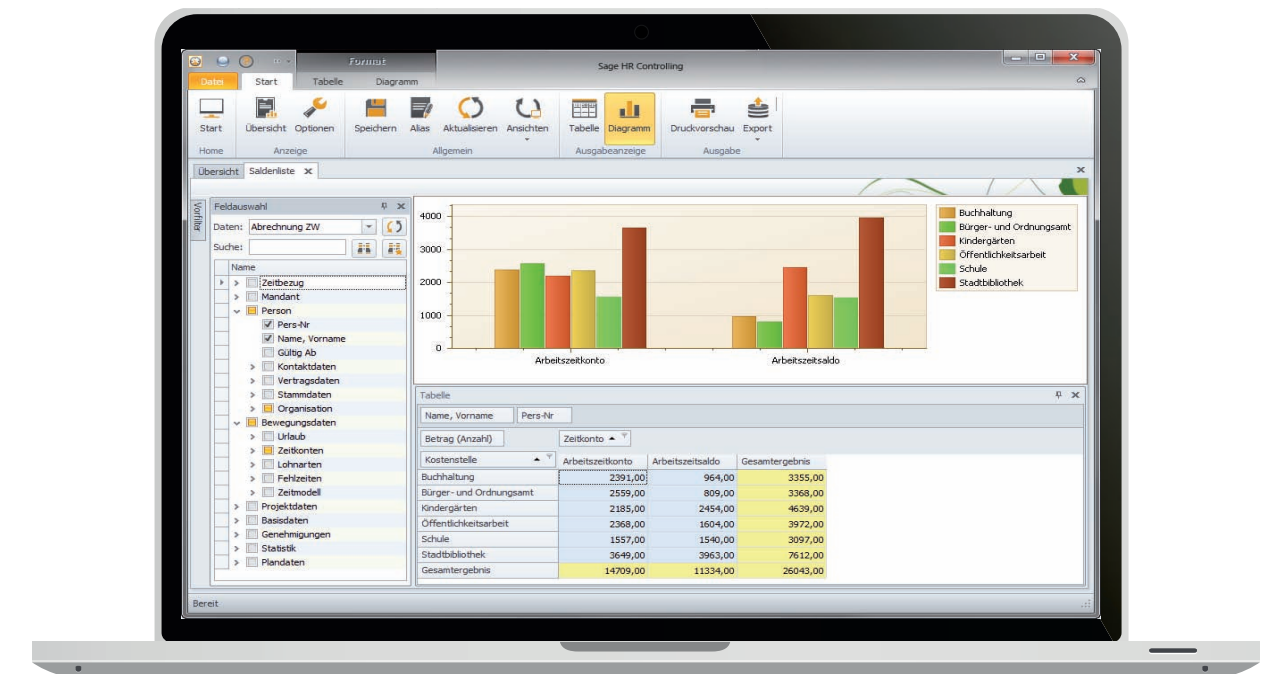 Format
Sage HR Controlling
Datei Start Tabelle Diagramm
Start Übersicht Optionen Speichern Alias Aktualisieren Ansichten Tabelle Diagramm Druckvorschau Export
Home Anzeige Allgemein Ausgabeanzeige Ausgabe
Übersicht Saldenliste
Vorfilter
Feldauswahl
Daten: Abrechnung ZW
Suche:
Name
Zeitbezug
Mandant
Person
Pers-Nr
Name, Vorname
Gültig Ab
Kontaktdaten
Vertragsdaten
Stammdaten
Organisation
Bewegungsdaten
Urlaub
Zeitkonten
Lohnarten
Fehlzeiten
Zeitmodell
Projektdaten
Basisdaten
Genehmigungen
Statistik
Plandaten
4000
3000
2000
1000
0
Arbeitszeitkonto Arbeitszeitsaldo
Buchhaltung
Bürger- und Ordnungsamt
Kindergärten
Öffentlichkeitsarbeit
Schule
Stadtbibliothek
Tabelle
Name, Vorname Pers-Nr
Betrag (Anzahl) Zeitkonto
Kostenstelle Arbeitszeitkonto Arbeitszeitsaldo Gesamtergebnis
Buchhaltung 2391,00 964,00 3355,00
Bürger- und Ordnungsamt 2559,00 809,00 3368,00
Kindergärten 2185,00 2454,00 4639,00
Öffentlichkeitsarbeit 2368,00 1604,00 3972,00
Schule 1557,00 1540,00 3097,00
Stadtbibliothek 3649,00 3963,00 7612,00
Gesamtergebnis 14709,00 11334,00 26043,00
Bereit